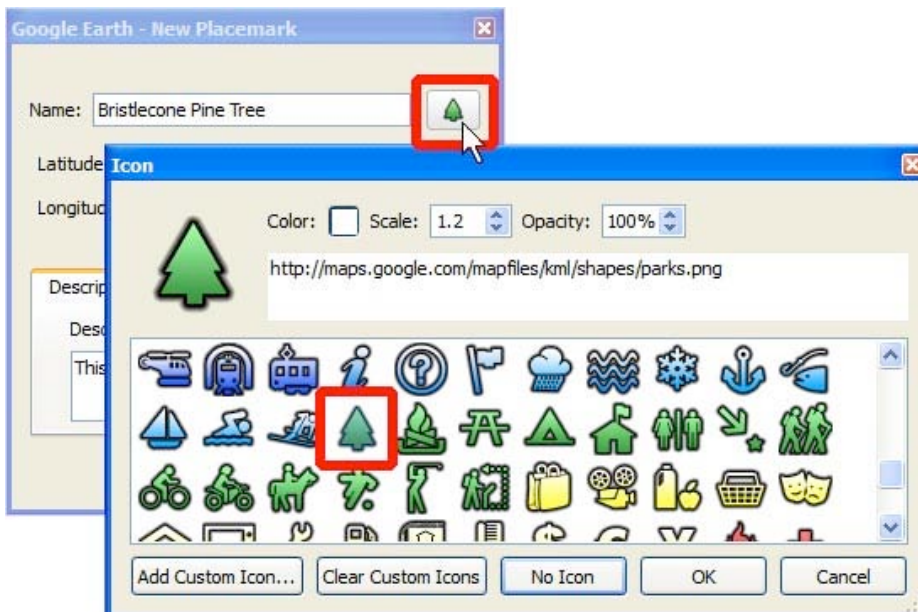 Google Earth - New Placemark
Name: Bristlecone Pine Tree
Latitude
Icon
Longitud
Color: Scale: 1.2 Opacity: 100%
http://maps.google.com/mapfiles/kml/shapes/parks.png
Descrip
Desc
This
Add Custom Icon... Clear Custom Icons No Icon OK Cancel